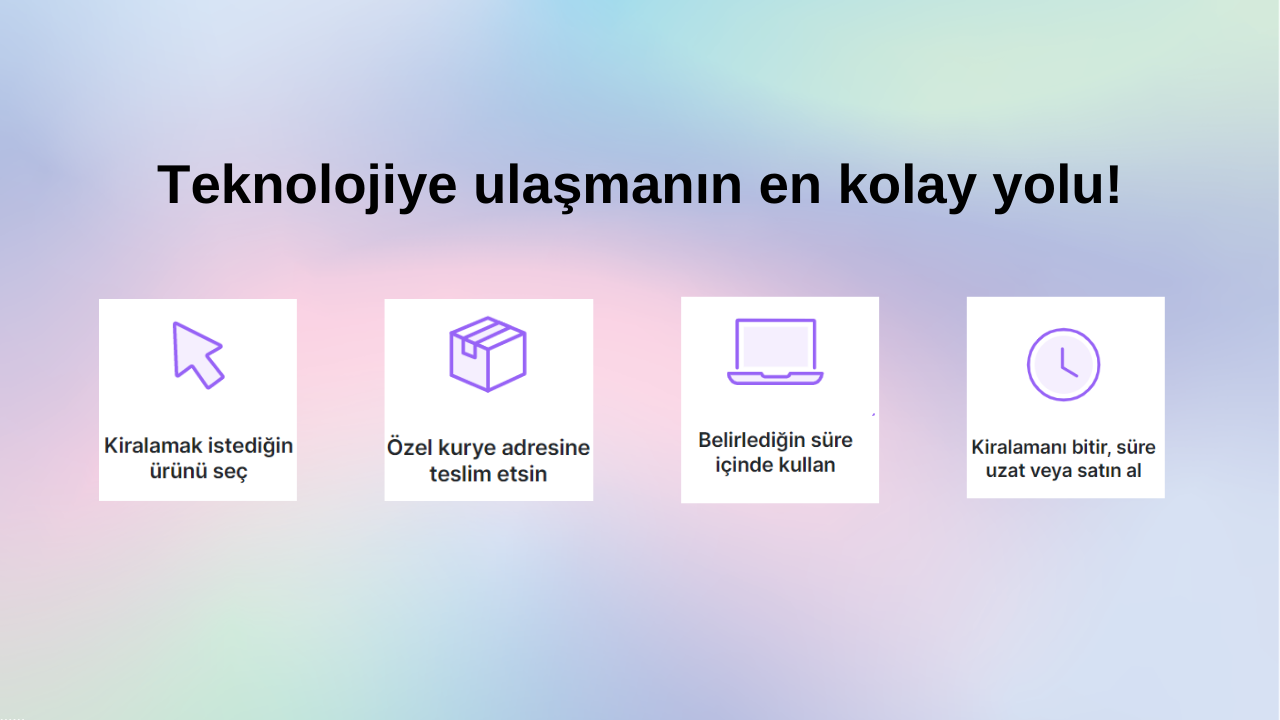 Teknolojiye ulaşmanın en kolay yolu!
Kiralamak istediğin
ürünü seç
Özel kurye adresine
teslim etsin
Belirlediğin süre
içinde kullan
Kiralamanı bitir, süre
uzat veya satın al